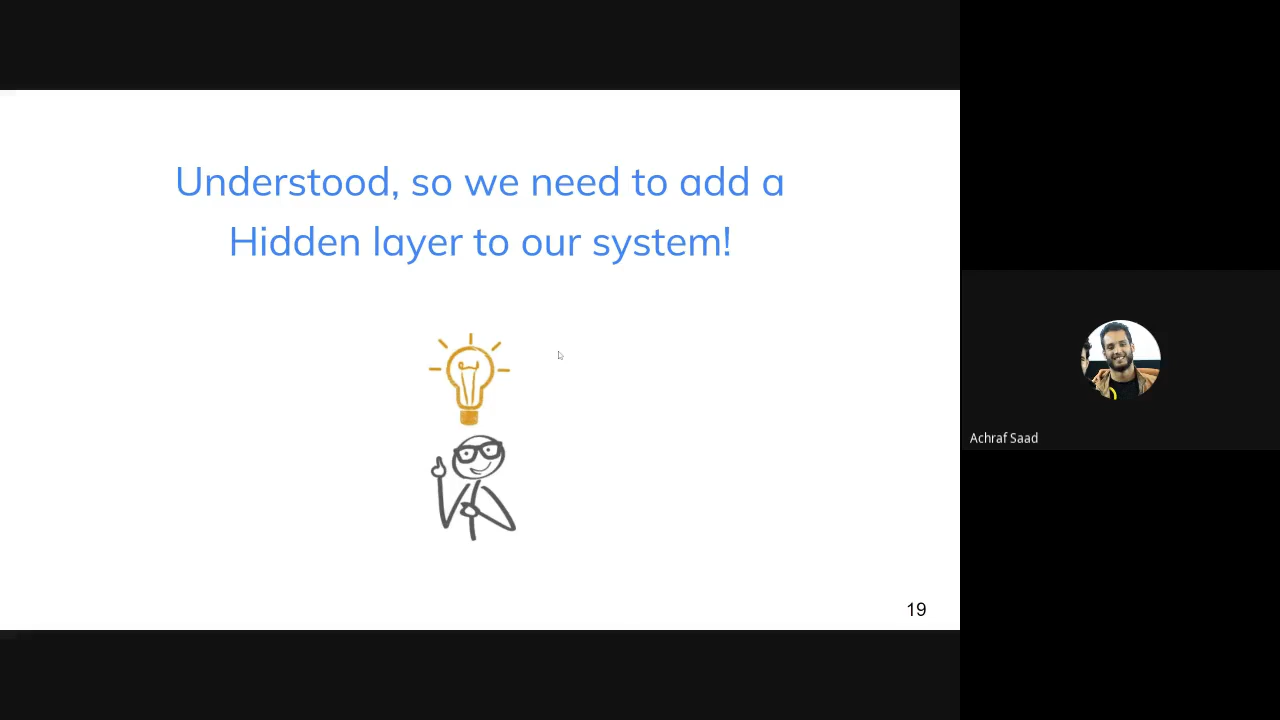 Understood, so we need to add a
Hidden layer to our system!
Achraf Saad
19